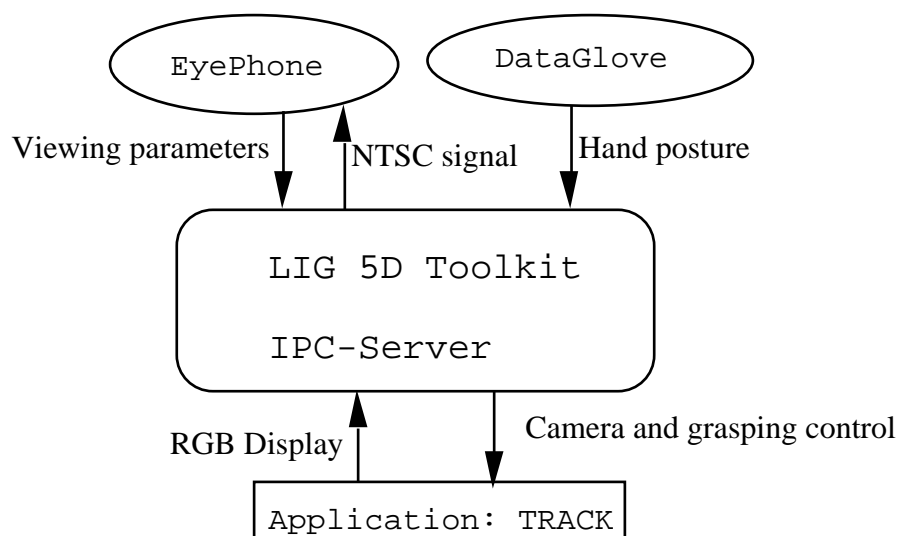 EyePhone
DataGlove
Viewing parameters
NTSC signal
Hand posture
LIG 5D Toolkit
IPC-Server
RGB Display
Camera and grasping control
Application: TRACK